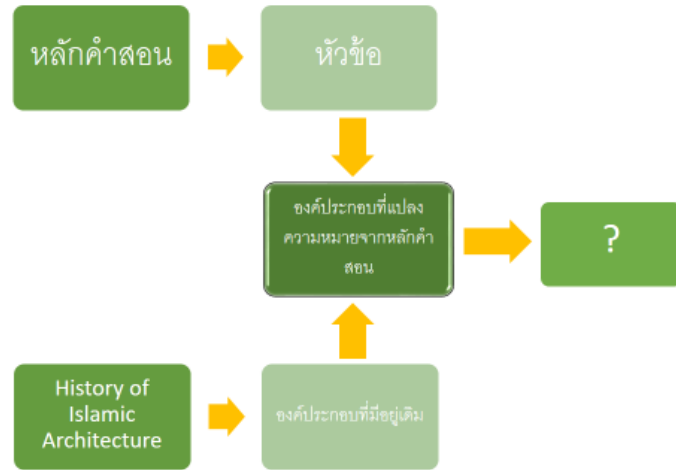 หลักคำสอน
หัวข้อ
องค์ประกอบที่แปลง
ความหมายจากหลักคำ
สอน
?
History of
Islamic
Architecture
องค์ประกอบที่มีอยู่เดิม